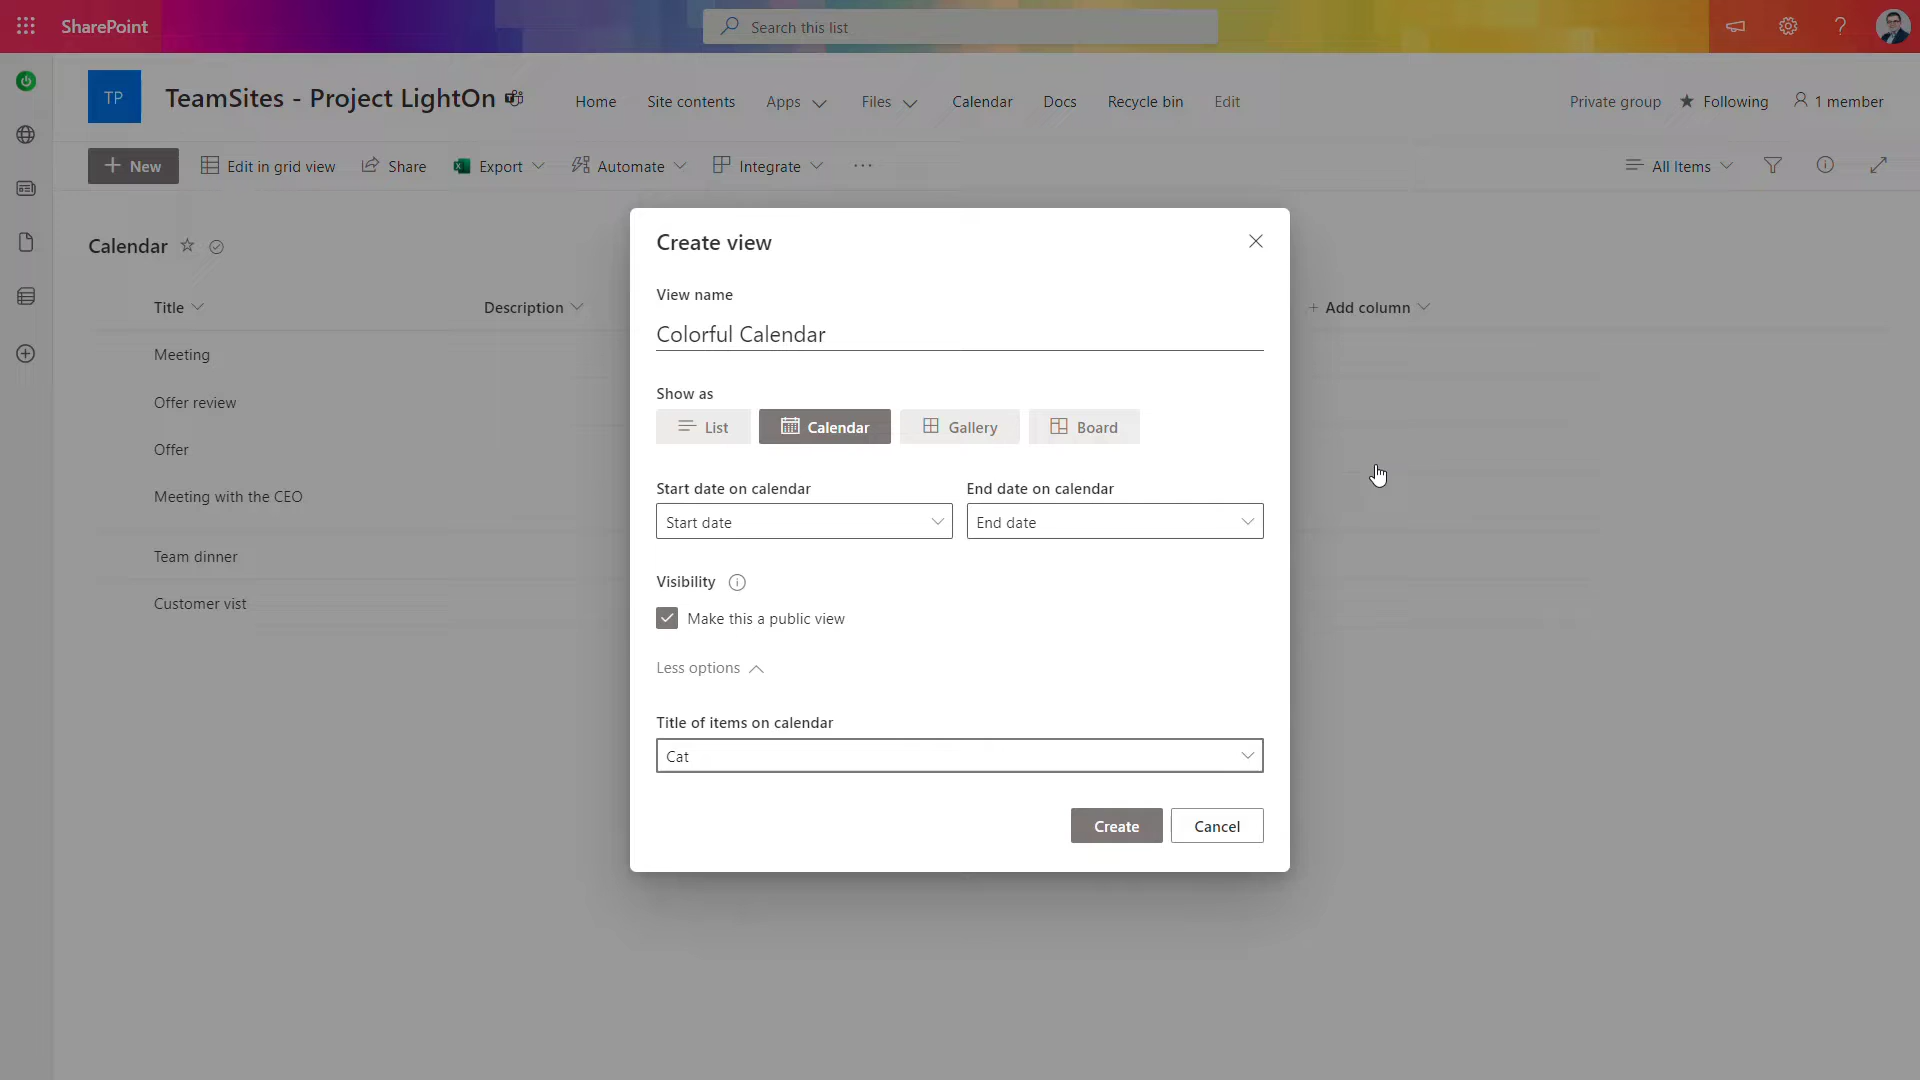 SharePoint
Search this list
TP
TeamSites - Project LightOn
Home Site contents Apps Files Calendar Docs Recycle bin Edit
Private group Following 1 member
New Edit in grid view Share Export Automate Integrate ...
All Items
Calendar
Title Description + Add column
Meeting
Offer review
Offer
Meeting with the CEO
Team dinner
Customer vist
Create view
View name
Colorful Calendar
Show as
List Calendar Gallery Board
Start date on calendar End date on calendar
Start date End date
Visibility
Make this a public view
Less options
Title of items on calendar
Cat
Create Cancel